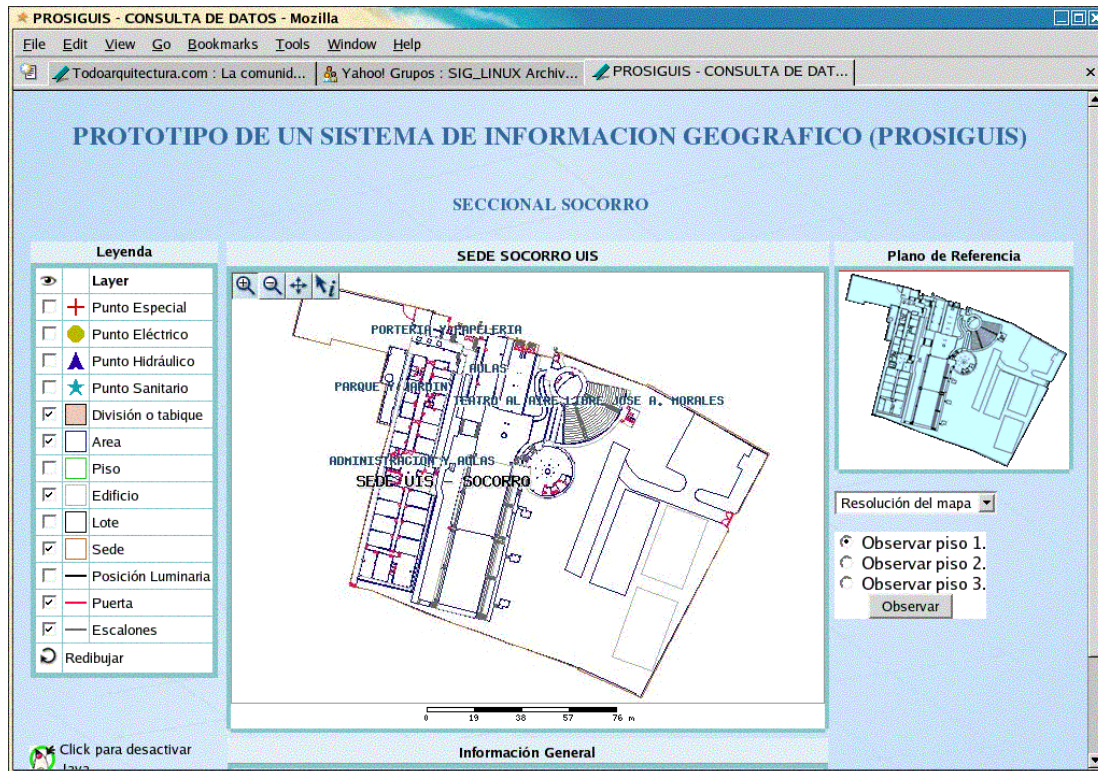 PROSIGUIS - CONSULTA DE DATOS - Mozilla
File Edit View Go Bookmarks Tools Window Help
Todoarquitectura.com : La comunid...
Yahoo! Grupos : SIG_LINUX Archiv...
PROSIGUIS - CONSULTA DE DAT...
PROTOTIPO DE UN SISTEMA DE INFORMACION GEOGRAFICO (PROSIGUIS)
SECCIONAL SOCORRO
Leyenda
Layer
Punto Especial
Punto Eléctrico
Punto Hidráulico
Punto Sanitario
División o tabique
Area
Piso
Edificio
Lote
Sede
Posición Luminaria
Puerta
Escalones
Redibujar
Click para desactivar
Java
SEDE SOCORRO UIS
PORTERIA Y PAPELERIA
AULAS
PARQUE Y JARDIN
TEATRO AL AIRE LIBRE JOSE A. MORALES
ADMINISTRACION Y AULAS
SEDE UIS - SOCORRO
0 19 38 57 76 m
Información General
Plano de Referencia
Resolución del mapa
Observar piso 1.
Observar piso 2.
Observar piso 3.
Observar